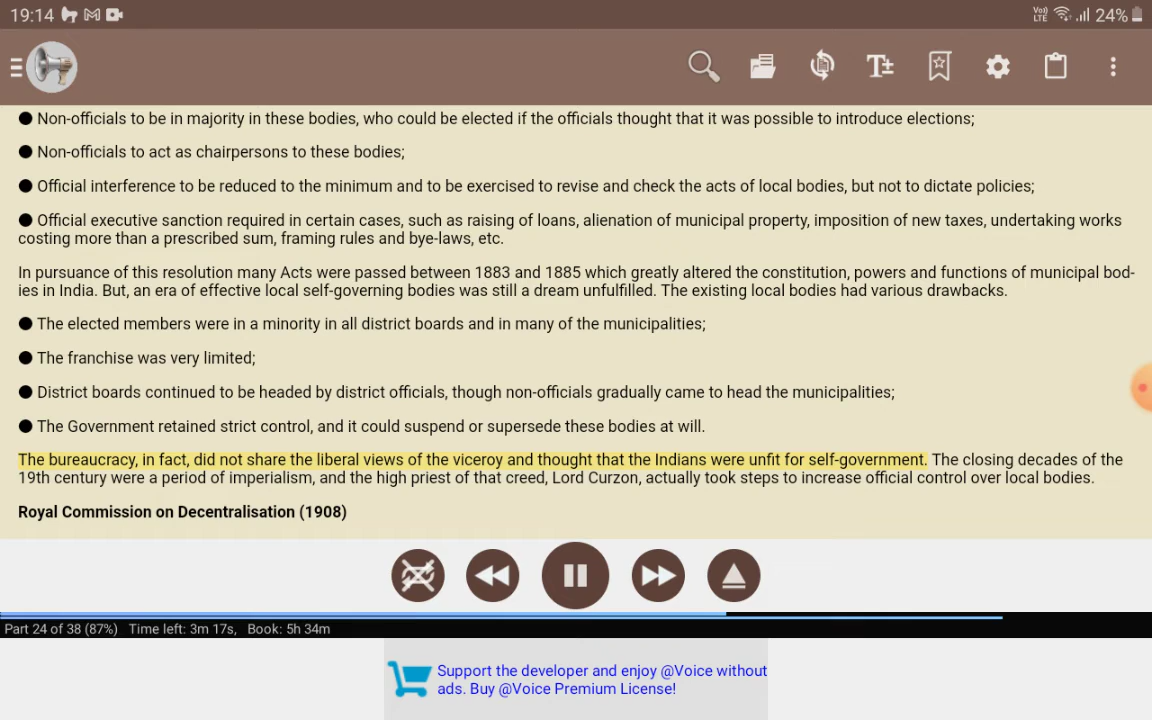 19:14
Vo) LTE 24%
T±
● Non-officials to be in majority in these bodies, who could be elected if the officials thought that it was possible to introduce elections;
● Non-officials to act as chairpersons to these bodies;
● Official interference to be reduced to the minimum and to be exercised to revise and check the acts of local bodies, but not to dictate policies;
● Official executive sanction required in certain cases, such as raising of loans, alienation of municipal property, imposition of new taxes, undertaking works
costing more than a prescribed sum, framing rules and bye-laws, etc.
In pursuance of this resolution many Acts were passed between 1883 and 1885 which greatly altered the constitution, powers and functions of municipal bod-
ies in India. But, an era of effective local self-governing bodies was still a dream unfulfilled. The existing local bodies had various drawbacks.
● The elected members were in a minority in all district boards and in many of the municipalities;
● The franchise was very limited;
● District boards continued to be headed by district officials, though non-officials gradually came to head the municipalities;
● The Government retained strict control, and it could suspend or supersede these bodies at will.
The bureaucracy, in fact, did not share the liberal views of the viceroy and thought that the Indians were unfit for self-government. The closing decades of the
19th century were a period of imperialism, and the high priest of that creed, Lord Curzon, actually took steps to increase official control over local bodies.
Royal Commission on Decentralisation (1908)
Part 24 of 38 (87%) Time left: 3m 17s, Book: 5h 34m
Support the developer and enjoy @Voice without
ads. Buy @Voice Premium License!